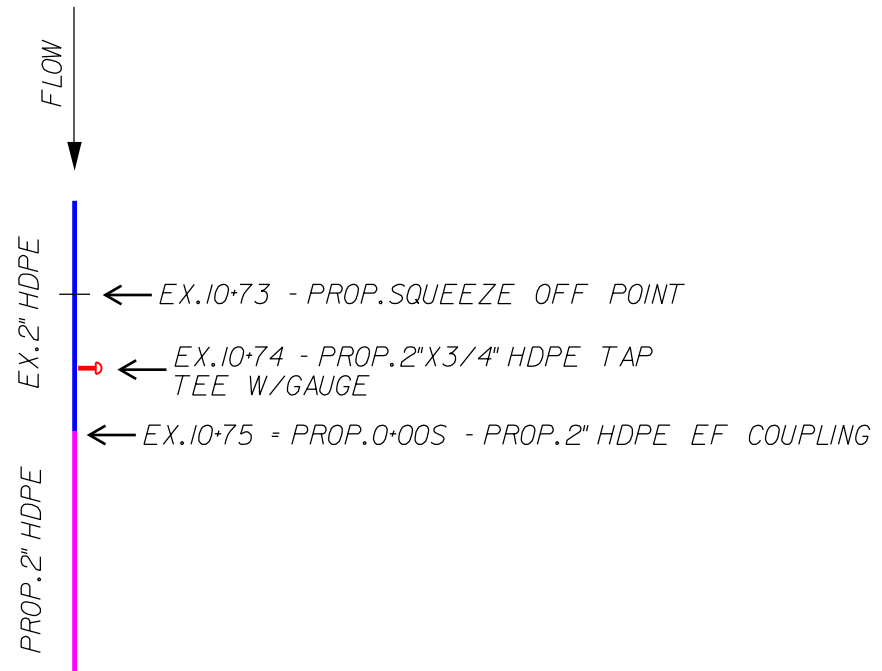 FLOW
EX.2" HDPE
EX.10+73 - PROP.SQUEEZE OFF POINT
EX.10+74 - PROP.2"X3/4" HDPE TAP
TEE W/GAUGE
EX.10+75 = PROP.0+00S - PROP.2" HDPE EF COUPLING
PROP.2" HDPE